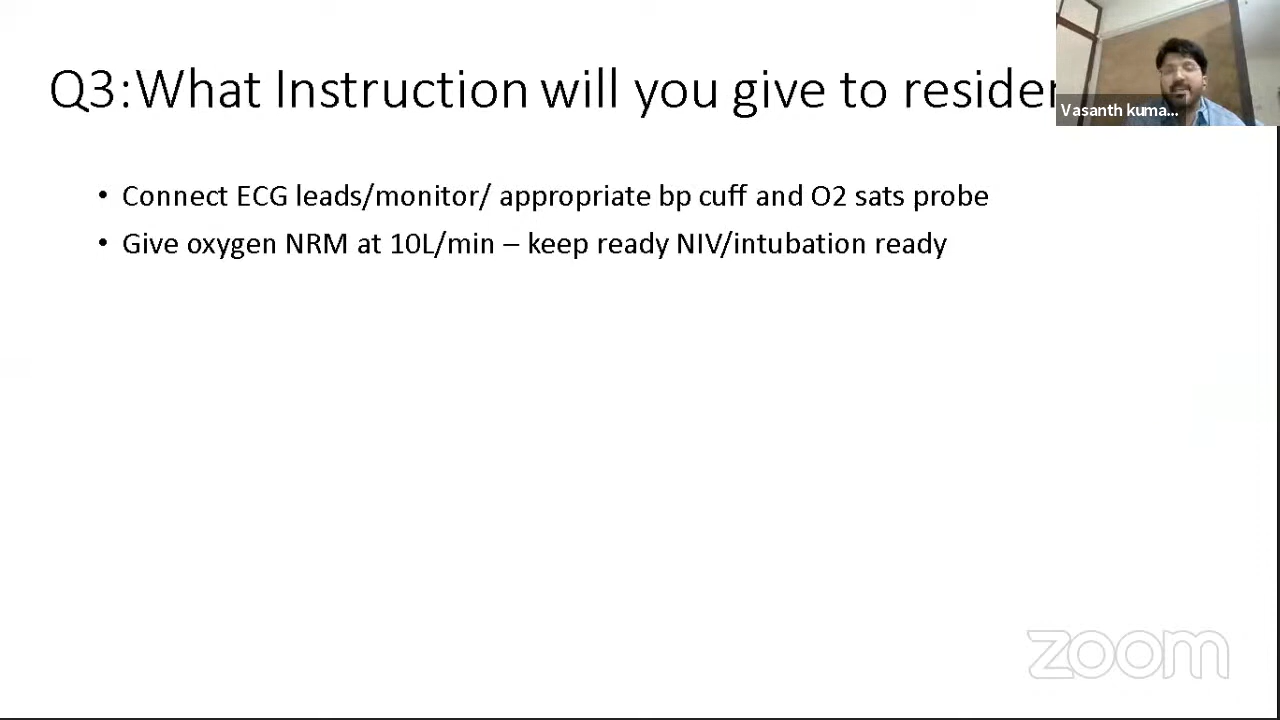 Q3:What Instruction will you give to resider
Vasanth kuma...
• Connect ECG leads/monitor/ appropriate bp cuff and O2 sats probe
• Give oxygen NRM at 10L/min – keep ready NIV/intubation ready
zoom